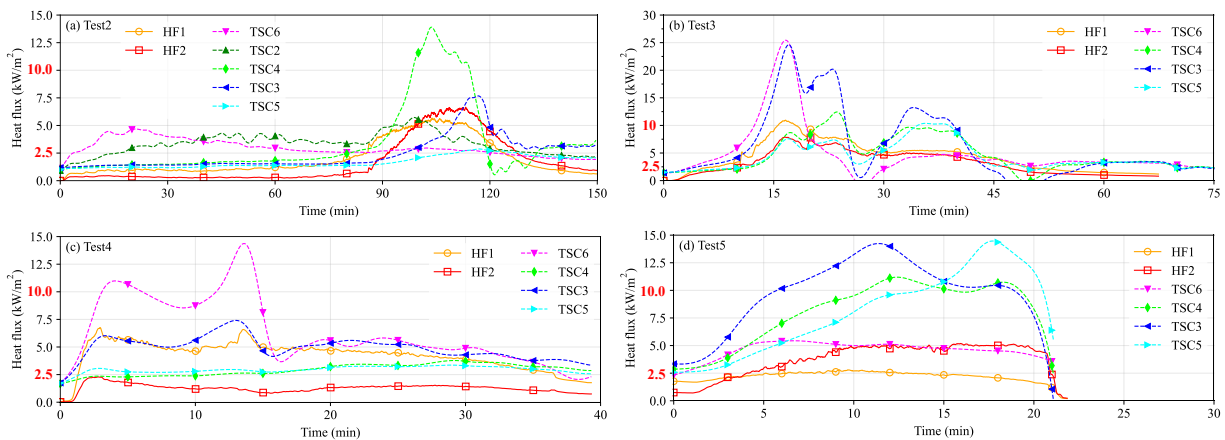 (a) Test2
HF1
HF2
TSC6
TSC2
TSC4
TSC3
TSC5
Heat flux (kW/m²)
15.0
12.5
10.0
7.5
5.0
2.5
0.0
0
30
60
90
120
150
Time (min)
(b) Test3
HF1
HF2
TSC6
TSC4
TSC3
TSC5
Heat flux (kW/m²)
30
25
20
15
10
5
2.5
0
0
15
30
45
60
75
Time (min)
(c) Test4
HF1
HF2
TSC6
TSC4
TSC3
TSC5
Heat flux (kW/m²)
15.0
12.5
10.0
7.5
5.0
2.5
0.0
0
10
20
30
40
Time (min)
(d) Test5
HF1
HF2
TSC6
TSC4
TSC3
TSC5
Heat flux (kW/m²)
15.0
12.5
10.0
7.5
5.0
2.5
0.0
0
5
10
15
20
25
30
Time (min)